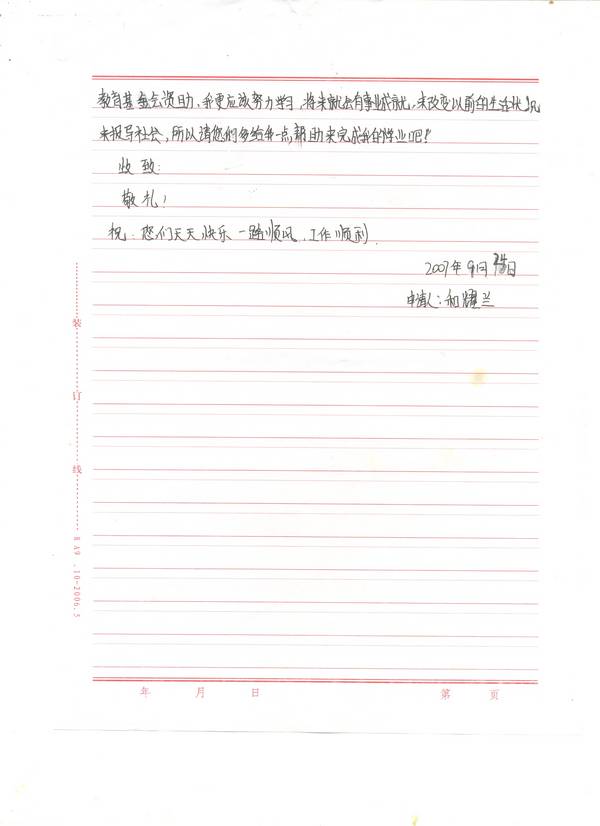 教育基金会资助，我更应该努力学习，将来就会有事业成就，来改变以前的生活状况
来报导社会，所以请您们多给我一点帮助来完成我的学业吧！
此致：
敬礼！
祝：您们天天快乐 一路顺风，工作顺利
2007年9月 日
申请人：和耀兰
装
订
线
HA9.10-2006.5
年 月 日 第 页